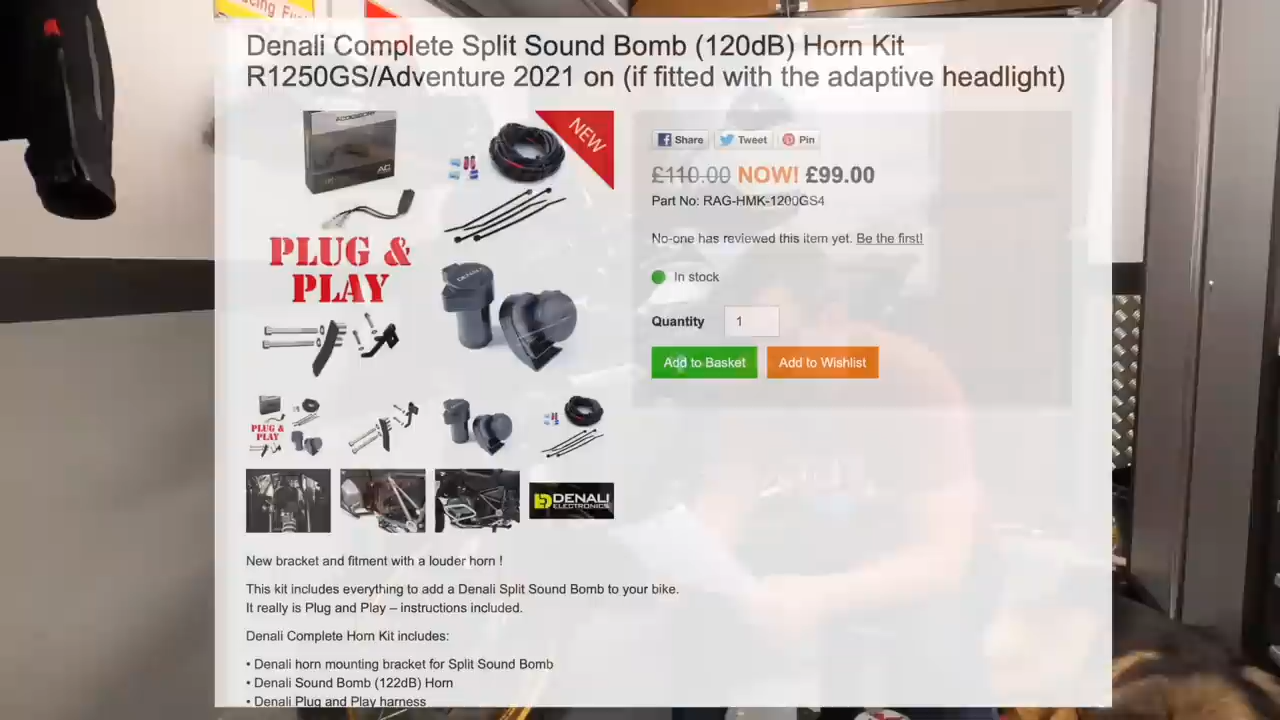 Denali Complete Split Sound Bomb (120dB) Horn Kit
R1250GS/Adventure 2021 on (if fitted with the adaptive headlight)
ACCESSORY
AC
NEW
PLUG &
PLAY
DENALI
Share
Tweet
Pin
£110.00 NOW! £99.00
Part No: RAG-HMK-1200GS4
No-one has reviewed this item yet. Be the first!
In stock
Quantity 1
Add to Basket
Add to Wishlist
PLUG &
PLAY
DENALI
ELECTRONICS
New bracket and fitment with a louder horn !
This kit includes everything to add a Denali Split Sound Bomb to your bike.
It really is Plug and Play – instructions included.
Denali Complete Horn Kit includes:
• Denali horn mounting bracket for Split Sound Bomb
• Denali Sound Bomb (122dB) Horn
• Denali Plug and Play harness